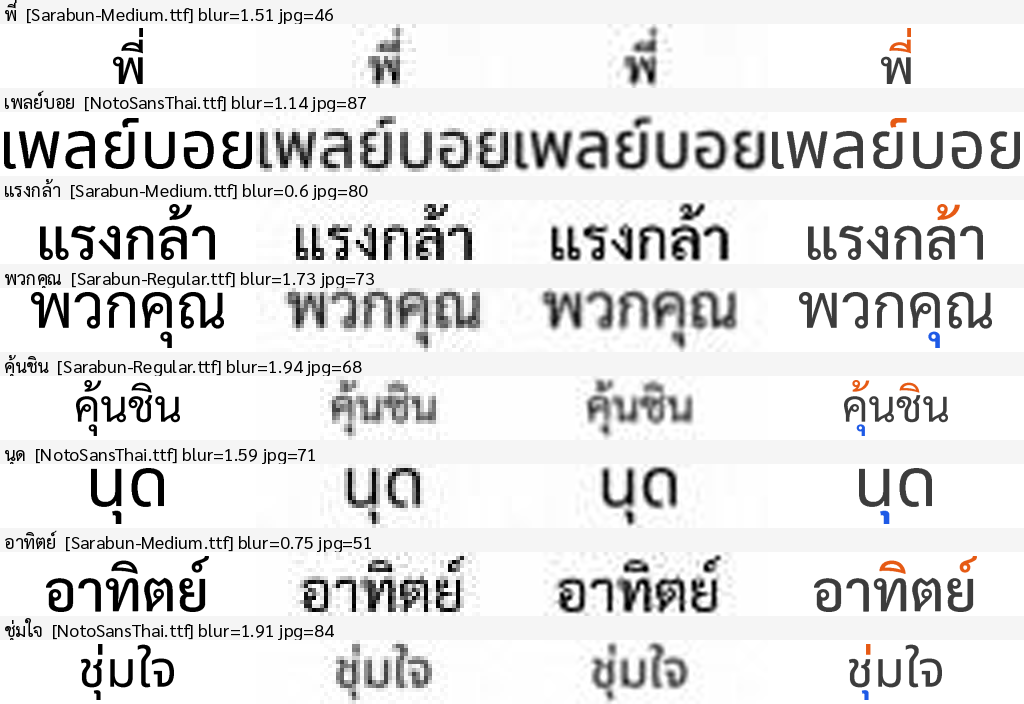 พี่ [Sarabun-Medium.ttf] blur=1.51 jpg=46
พี่ พี่ พี่ พี่
เพลย์บอย [NotoSansThai.ttf] blur=1.14 jpg=87
เพลย์บอย เพลย์บอย เพลย์บอย เพลย์บอย
แรงกล้า [Sarabun-Medium.ttf] blur=0.6 jpg=80
แรงกล้า แรงกล้า แรงกล้า แรงกล้า
พวกคุณ [Sarabun-Regular.ttf] blur=1.73 jpg=73
พวกคุณ พวกคุณ พวกคุณ พวกคุณ
คุ้นชิน [Sarabun-Regular.ttf] blur=1.94 jpg=68
คุ้นชิน คุ้นชิน คุ้นชิน คุ้นชิน
นุด [NotoSansThai.ttf] blur=1.59 jpg=71
นุด นุด นุด นุด
อาทิตย์ [Sarabun-Medium.ttf] blur=0.75 jpg=51
อาทิตย์ อาทิตย์ อาทิตย์ อาทิตย์
ชุ่มใจ [NotoSansThai.ttf] blur=1.91 jpg=84
ชุ่มใจ ชุ่มใจ ชุ่มใจ ชุ่มใจ